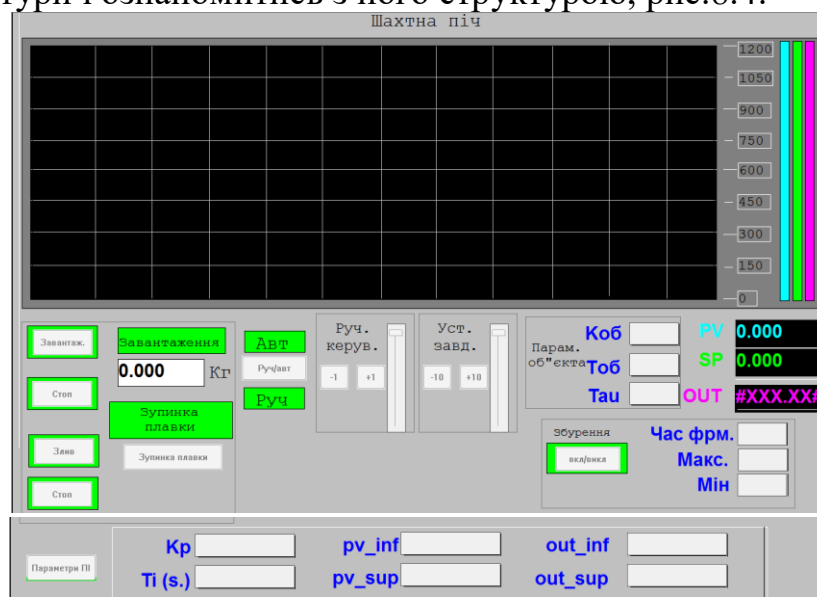 тури і ознайомитись з його структурою, рис.8.4.
Шахтна піч
1200
1050
900
750
600
450
300
150
0
Завантаж.
Стоп
Злив
Стоп
Завантаження
0.000 Кг
Зупинка
плавки
Зупинка плавки
Авт
Руч/авт
Руч
Руч.
керув.
-1 +1
Уст.
завд.
-10 +10
Парам.
об"єкта
Коб
Тоб
Tau
PV 0.000
SP 0.000
OUT #XXX.XX#
Збурення
вкл/викл
Час фрм.
Макс.
Мін
Параметри ПІ
Kp
Ti (s.)
pv_inf
pv_sup
out_inf
out_sup